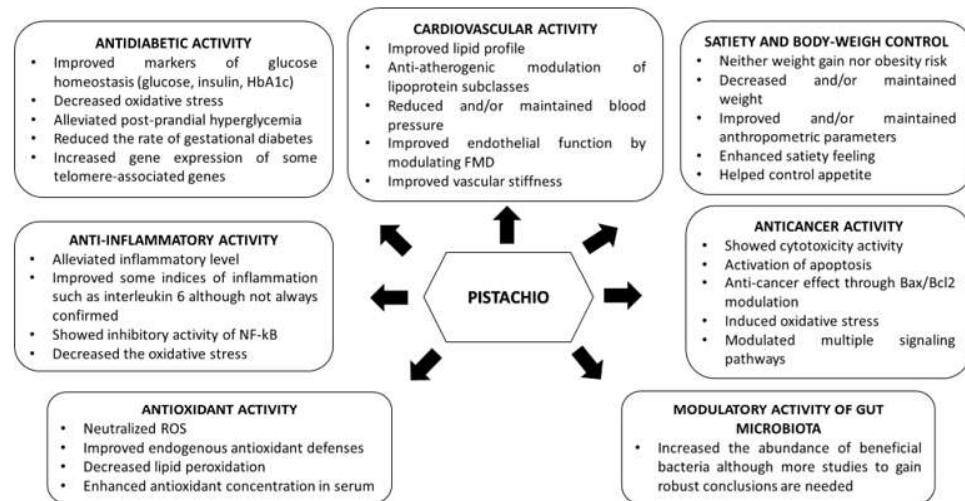 ANTIDIABETIC ACTIVITY
• Improved markers of glucose
homeostasis (glucose, insulin, HbA1c)
• Decreased oxidative stress
• Alleviated post-prandial hyperglycemia
• Reduced the rate of gestational diabetes
• Increased gene expression of some
telomere-associated genes
CARDIOVASCULAR ACTIVITY
• Improved lipid profile
• Anti-atherogenic modulation of
lipoprotein subclasses
• Reduced and/or maintained blood
pressure
• Improved endothelial function by
modulating FMD
• Improved vascular stiffness
SATIETY AND BODY-WEIGH CONTROL
• Neither weight gain nor obesity risk
• Decreased and/or maintained
weight
• Improved and/or maintained
anthropometric parameters
• Enhanced satiety feeling
• Helped control appetite
ANTI-INFLAMMATORY ACTIVITY
• Alleviated inflammatory level
• Improved some indices of inflammation
such as interleukin 6 although not always
confirmed
• Showed inhibitory activity of NF-kB
• Decreased the oxidative stress
PISTACHIO
ANTICANCER ACTIVITY
• Showed cytotoxicity activity
• Activation of apoptosis
• Anti-cancer effect through Bax/Bcl2
modulation
• Induced oxidative stress
• Modulated multiple signaling
pathways
ANTIOXIDANT ACTIVITY
• Neutralized ROS
• Improved endogenous antioxidant defenses
• Decreased lipid peroxidation
• Enhanced antioxidant concentration in serum
MODULATORY ACTIVITY OF GUT
MICROBIOTA
• Increased the abundance of beneficial
bacteria although more studies to gain
robust conclusions are needed